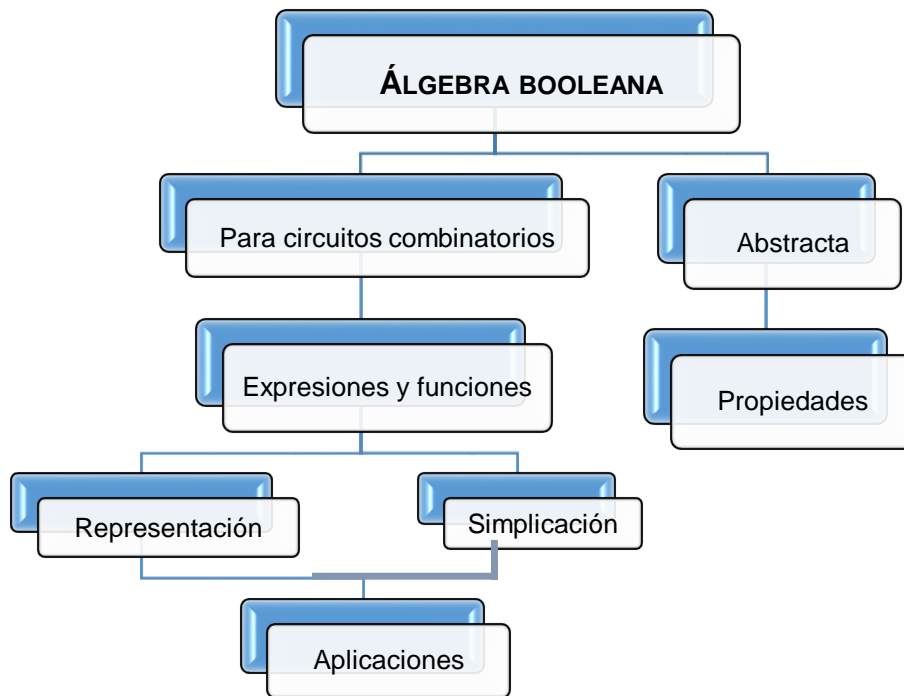 ÁLGEBRA BOOLEANA
Para circuitos combinatorios
Abstracta
Expresiones y funciones
Propiedades
Representación
Simplicación
Aplicaciones